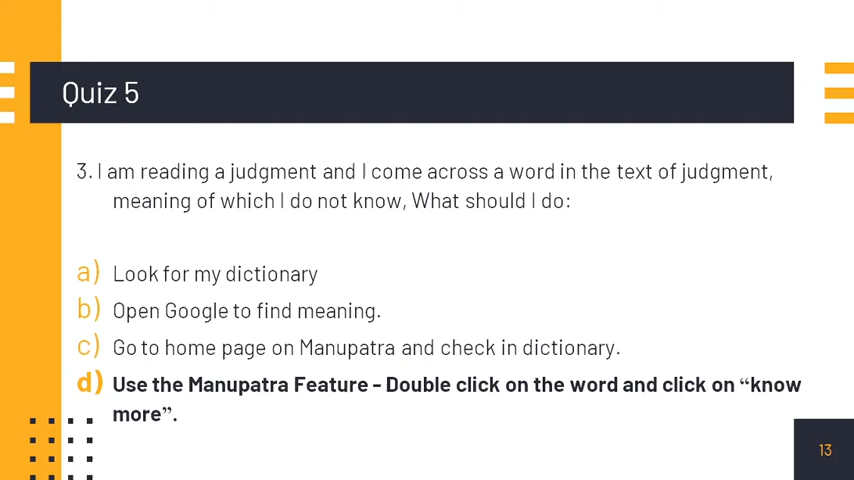 Quiz 5
3. I am reading a judgment and I come across a word in the text of judgment,
meaning of which I do not know, What should I do:
a) Look for my dictionary
b) Open Google to find meaning.
c) Go to home page on Manupatra and check in dictionary.
d) Use the Manupatra Feature - Double click on the word and click on “know
more”.
13